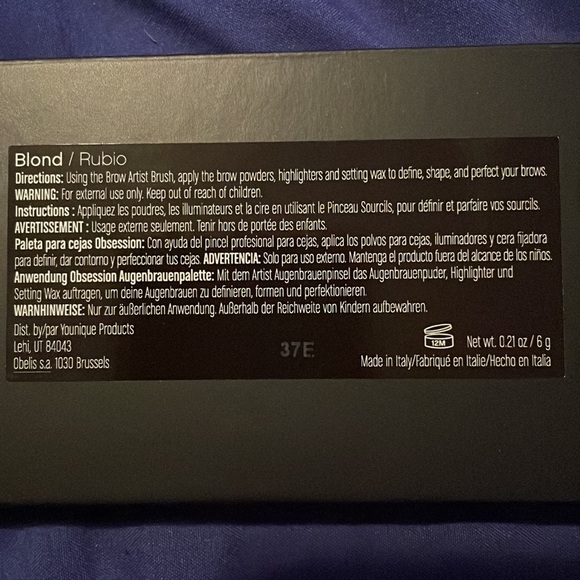 Blond / Rubio
Directions: Using the Brow Artist Brush, apply the brow powders, highlighters and setting wax to define, shape, and perfect your brows.
WARNING: For external use only. Keep out of reach of children.
Instructions : Appliquez les poudres, les illuminateurs et la cire en utilisant le Pinceau Sourcils, pour définir et parfaire vos sourcils.
AVERTISSEMENT : Usage externe seulement. Tenir hors de portée des enfants.
Paleta para cejas Obsession: Con ayuda del pincel profesional para cejas, aplica los polvos para cejas, iluminadores y cera fijadora
para definir, dar contorno y perfeccionar tus cejas. ADVERTENCIA: Solo para uso externo. Mantenga el producto fuera del alcance de los niños.
Anwendung Obsession Augenbrauenpalette: Mit dem Artist Augenbrauenpinsel das Augenbrauenpuder, Highlighter und
Setting Wax auftragen, um deine Augenbrauen zu definieren, formen und perfektionieren.
WARNHINWEISE: Nur zur äußerlichen Anwendung. Außerhalb der Reichweite von Kindern aufbewahren.
Dist. by/par Younique Products
Lehi, UT 84043
Obelis s.a. 1030 Brussels
37E
12M Net wt. 0.21 oz / 6 g
Made in Italy/Fabriqué en Italie/Hecho en Italia